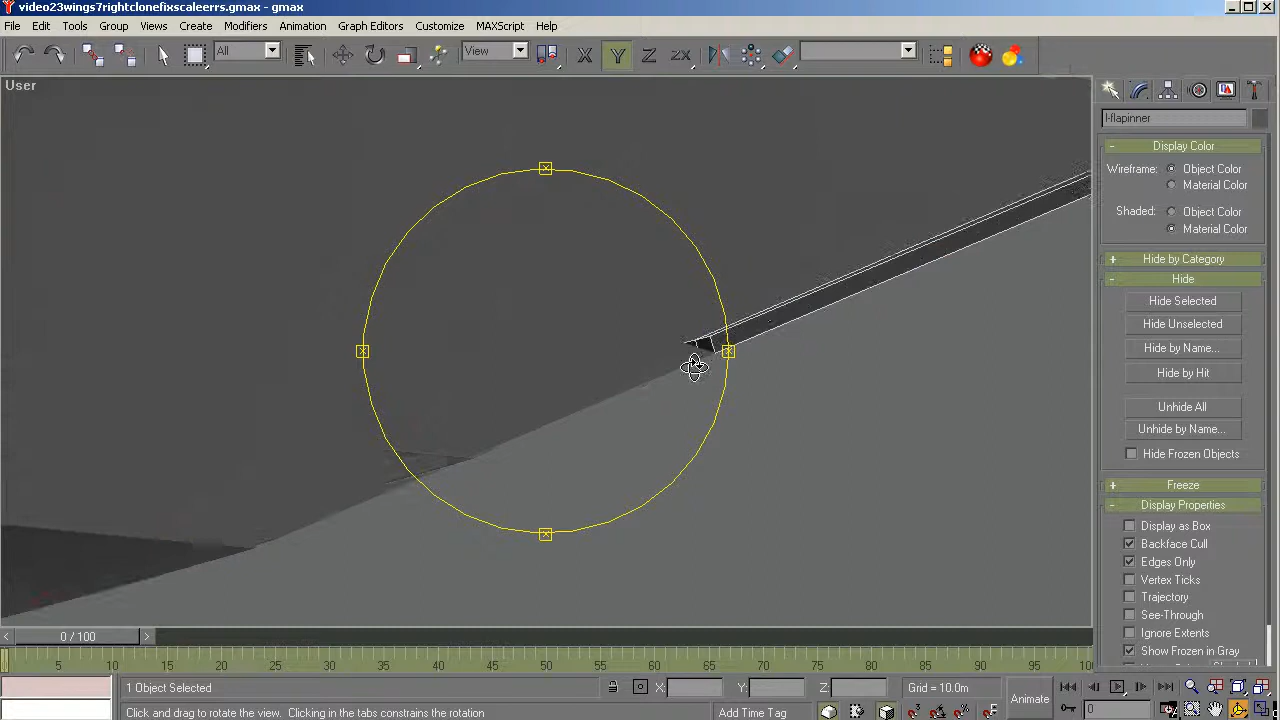 video23wings7rightclonefixscaleerrs.gmax - gmax
File Edit Tools Group Views Create Modifiers Animation Graph Editors Customize MAXScript Help
All View X Y Z ZX
User
l-flapinner
- Display Color
Wireframe: Object Color
Material Color
Shaded: Object Color
Material Color
+ Hide by Category
- Hide
Hide Selected
Hide Unselected
Hide by Name...
Hide by Hit
Unhide All
Unhide by Name...
Hide Frozen Objects
+ Freeze
- Display Properties
Display as Box
Backface Cull
Edges Only
Vertex Ticks
Trajectory
See-Through
Ignore Extents
Show Frozen in Gray
< 0 / 100 >
5 10 15 20 25 30 35 40 45 50 55 60 65 70 75 80 85 90 95
1 Object Selected X: Y: Z: Grid = 10.0m Animate
Click and drag to rotate the view. Clicking in the tabs constrains the rotation Add Time Tag 0